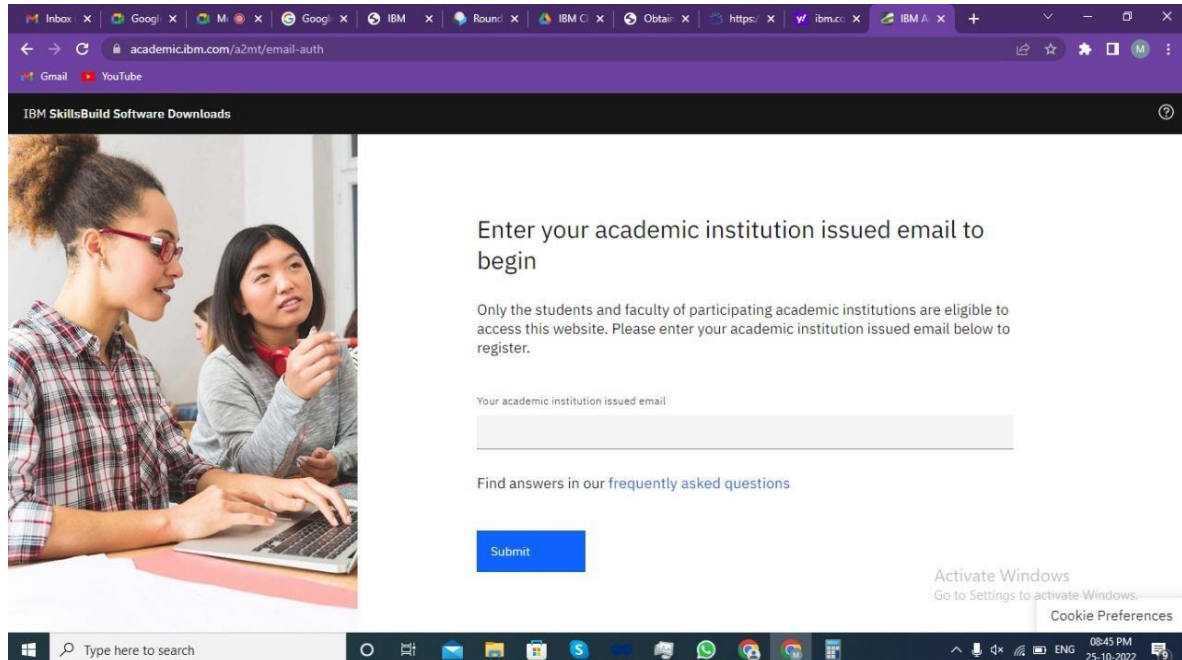 Inbox
Googl
M
Googl
IBM
Round
IBM C
Obtain
https:/
ibm.co
IBM A
academic.ibm.com/a2mt/email-auth
M
Gmail
YouTube
IBM SkillsBuild Software Downloads
Enter your academic institution issued email to
begin
Only the students and faculty of participating academic institutions are eligible to
access this website. Please enter your academic institution issued email below to
register.
Your academic institution issued email
Find answers in our frequently asked questions
Submit
Activate Windows
Go to Settings to activate Windows.
Cookie Preferences
Type here to search
ENG
08:45 PM
25-10-2022